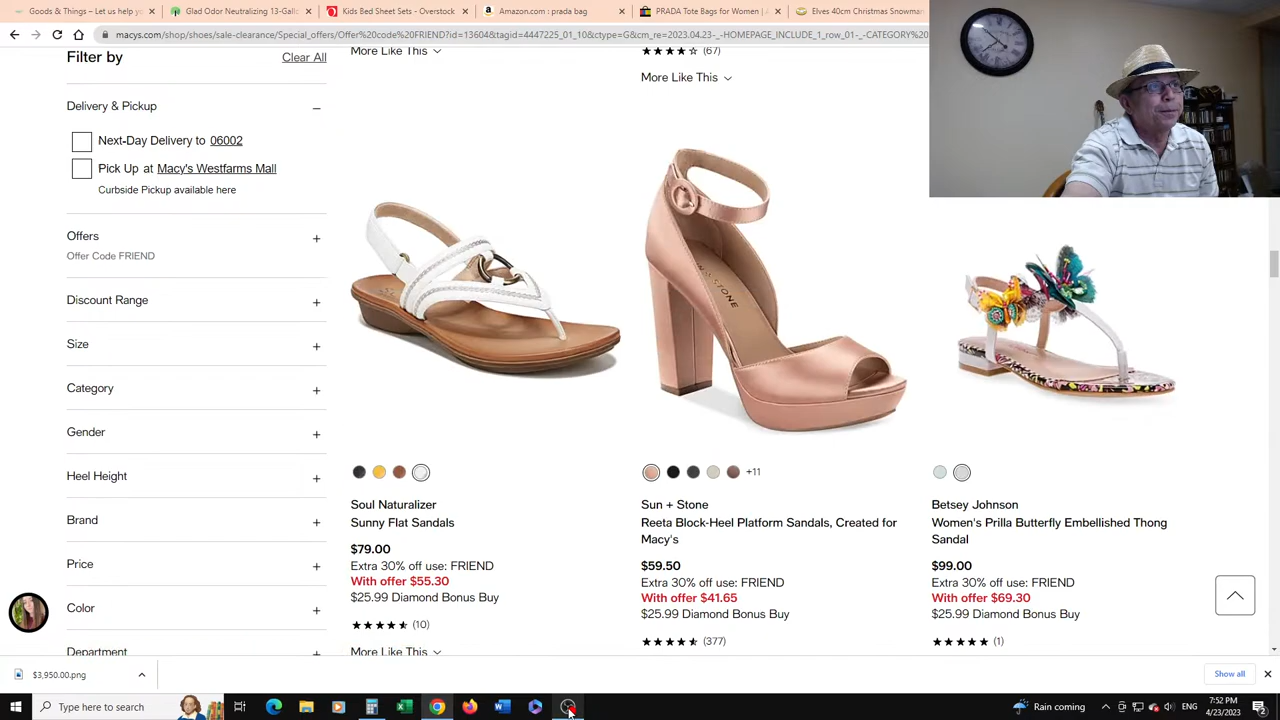 Goods & Things – Let us help yo
Glad Odor Neutralizing 13-Gallo
Kids Bed Sheet Sets - Overstock
Amazon.com : prada bag
PRADA Tote Bags for Women | A
Elves 40cm Christmas Snowman
macys.com/shop/shoes/sale-clearance/Special_offers/Offer%20code%20FRIEND?id=13604&tagid=4447225_01_10&ctype=G&cm_re=2023.04.23-_-HOMEPAGE_INCLUDE_1_row_01-_-CATEGORY%20
Filter by
Clear All
More Like This
(67)
More Like This
Delivery & Pickup
Next-Day Delivery to 06002
Pick Up at Macy's Westfarms Mall
Curbside Pickup available here
Offers
Offer Code FRIEND
Discount Range
Size
Category
Gender
Heel Height
Brand
Price
Color
Department
+11
Soul Naturalizer
Sunny Flat Sandals
$79.00
Extra 30% off use: FRIEND
With offer $55.30
$25.99 Diamond Bonus Buy
(10)
More Like This
Sun + Stone
Reeta Block-Heel Platform Sandals, Created for
Macy's
$59.50
Extra 30% off use: FRIEND
With offer $41.65
$25.99 Diamond Bonus Buy
(377)
Betsey Johnson
Women's Prilla Butterfly Embellished Thong
Sandal
$99.00
Extra 30% off use: FRIEND
With offer $69.30
$25.99 Diamond Bonus Buy
(1)
$3,950.00.png
Show all
Type here to search
Rain coming
ENG
7:52 PM
4/23/2023
2